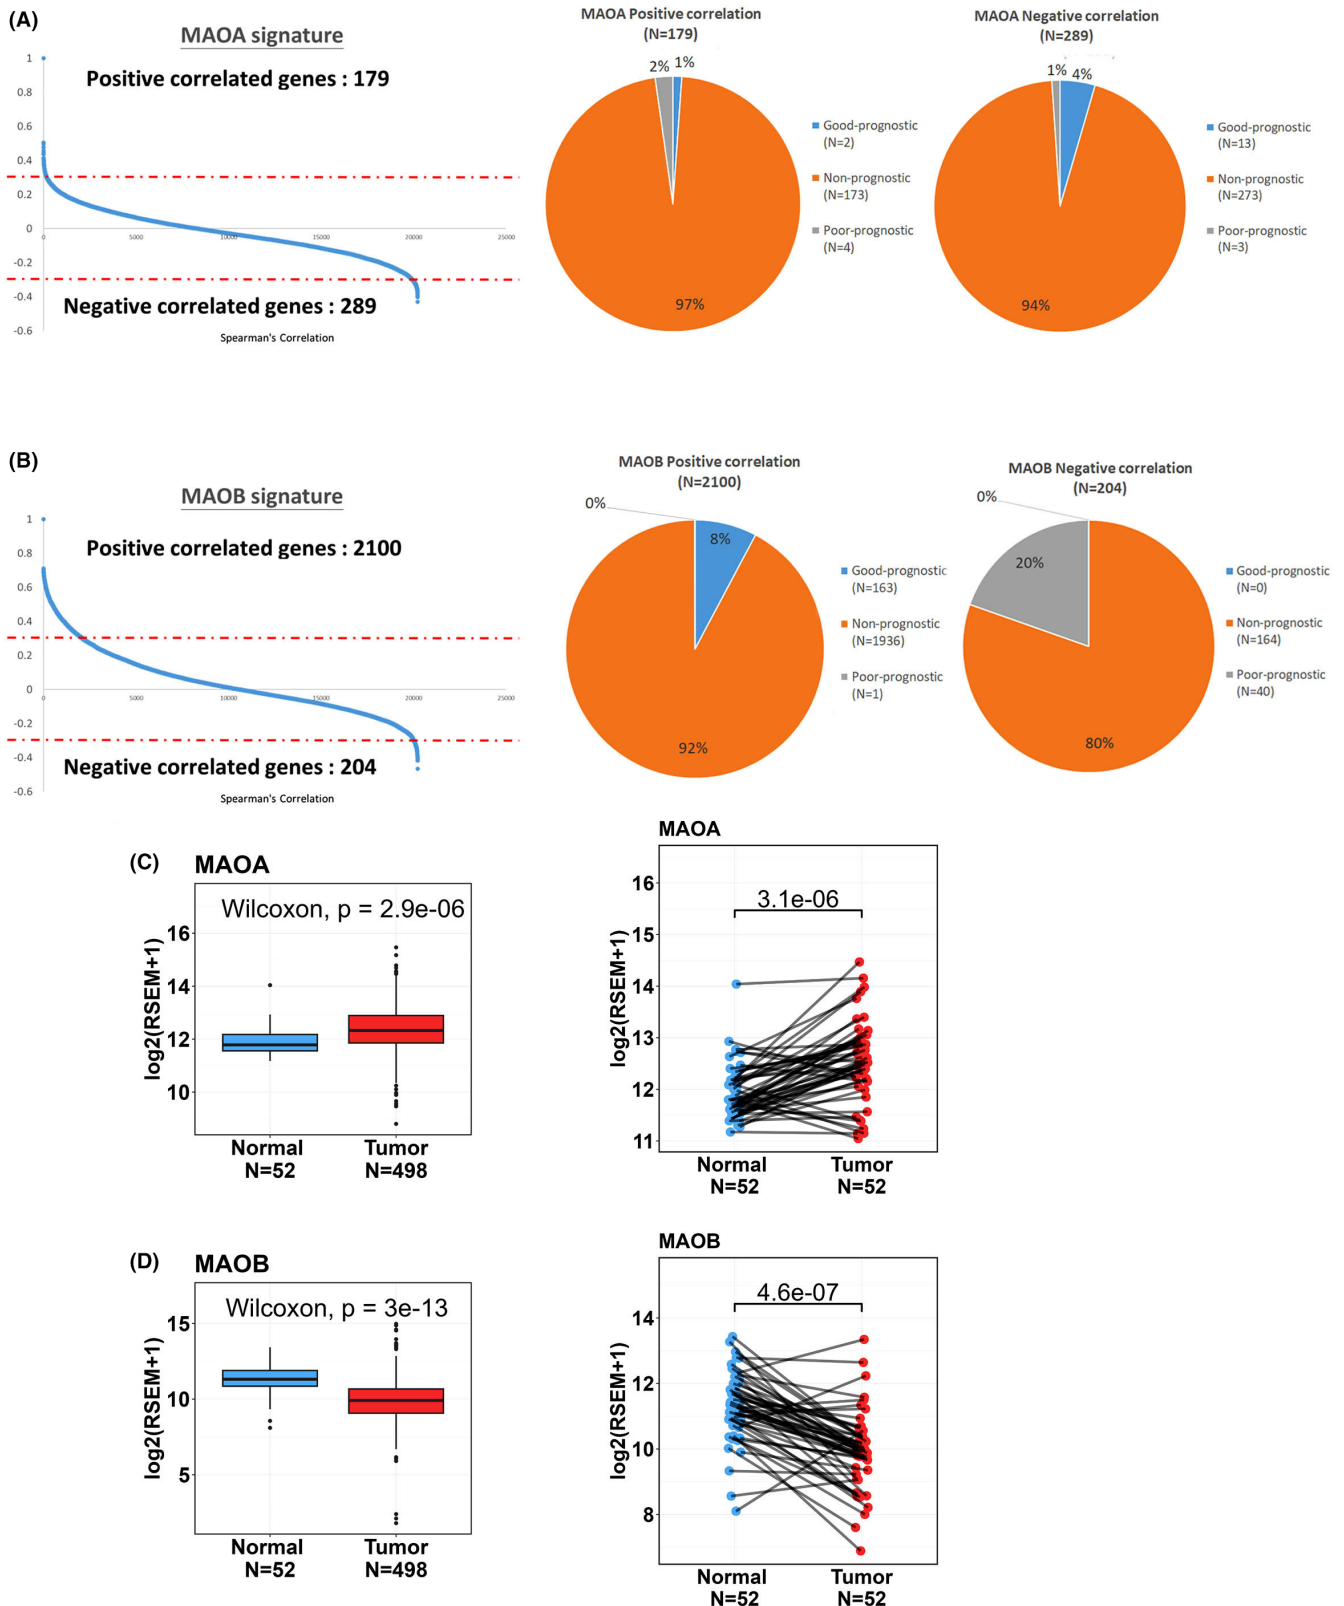 (A)
MAOA signature
Positive correlated genes : 179
1
0.8
0.6
0.4
0.2
0
-0.2
-0.4
-0.6
0
5000
10000
15000
20000
25000
Negative correlated genes : 289
Spearman's Correlation
MAOA Positive correlation
(N=179)
2%
1%
97%
Good-prognostic
(N=2)
Non-prognostic
(N=173)
Poor-prognostic
(N=4)
MAOA Negative correlation
(N=289)
1%
4%
94%
Good-prognostic
(N=13)
Non-prognostic
(N=273)
Poor-prognostic
(N=3)
(B)
MAOB signature
Positive correlated genes : 2100
1
0.8
0.6
0.4
0.2
0
-0.2
-0.4
-0.6
0
5000
10000
15000
20000
25000
Negative correlated genes : 204
Spearman's Correlation
MAOB Positive correlation
(N=2100)
0%
8%
92%
Good-prognostic
(N=163)
Non-prognostic
(N=1936)
Poor-prognostic
(N=1)
MAOB Negative correlation
(N=204)
0%
20%
80%
Good-prognostic
(N=0)
Non-prognostic
(N=164)
Poor-prognostic
(N=40)
(C)
MAOA
Wilcoxon, p = 2.9e-06
log2(RSEM+1)
16
14
12
10
Normal
N=52
Tumor
N=498
MAOA
3.1e-06
log2(RSEM+1)
16
15
14
13
12
11
Normal
N=52
Tumor
N=52
(D)
MAOB
Wilcoxon, p = 3e-13
log2(RSEM+1)
15
10
5
Normal
N=52
Tumor
N=498
MAOB
4.6e-07
log2(RSEM+1)
14
12
10
8
Normal
N=52
Tumor
N=52